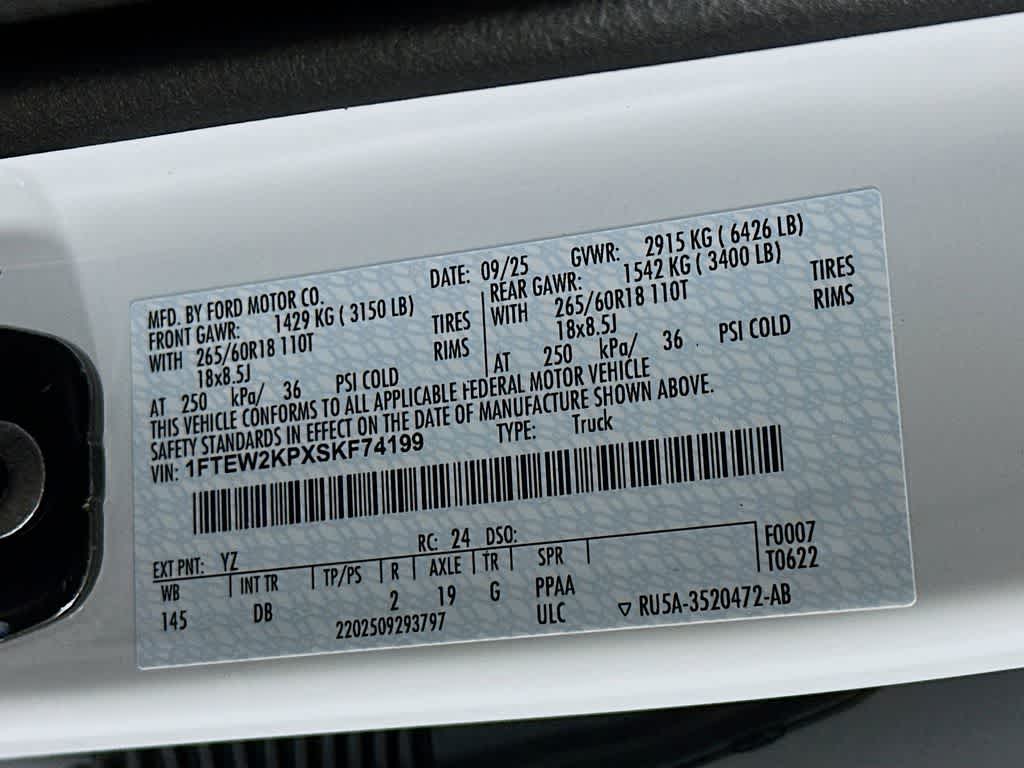 MFD. BY FORD MOTOR CO.
DATE: 09/25
GVWR: 2915 KG ( 6426 LB)
FRONT GAWR: 1429 KG ( 3150 LB)
REAR GAWR: 1542 KG ( 3400 LB)
WITH 265/60R18 110T TIRES
WITH 265/60R18 110T TIRES
18x8.5J RIMS
18x8.5J RIMS
AT 250 kPa/ 36 PSI COLD
AT 250 kPa/ 36 PSI COLD
THIS VEHICLE CONFORMS TO ALL APPLICABLE FEDERAL MOTOR VEHICLE
SAFETY STANDARDS IN EFFECT ON THE DATE OF MANUFACTURE SHOWN ABOVE.
VIN: 1FTEW2KPXSKF74199
TYPE: Truck
EXT PNT: YZ
RC: 24 DSO:
F0007
WB INT TR TP/PS R AXLE TR SPR
T0622
145 DB 2 19 G PPAA
2202509293797
ULC
▽ RU5A-3520472-AB